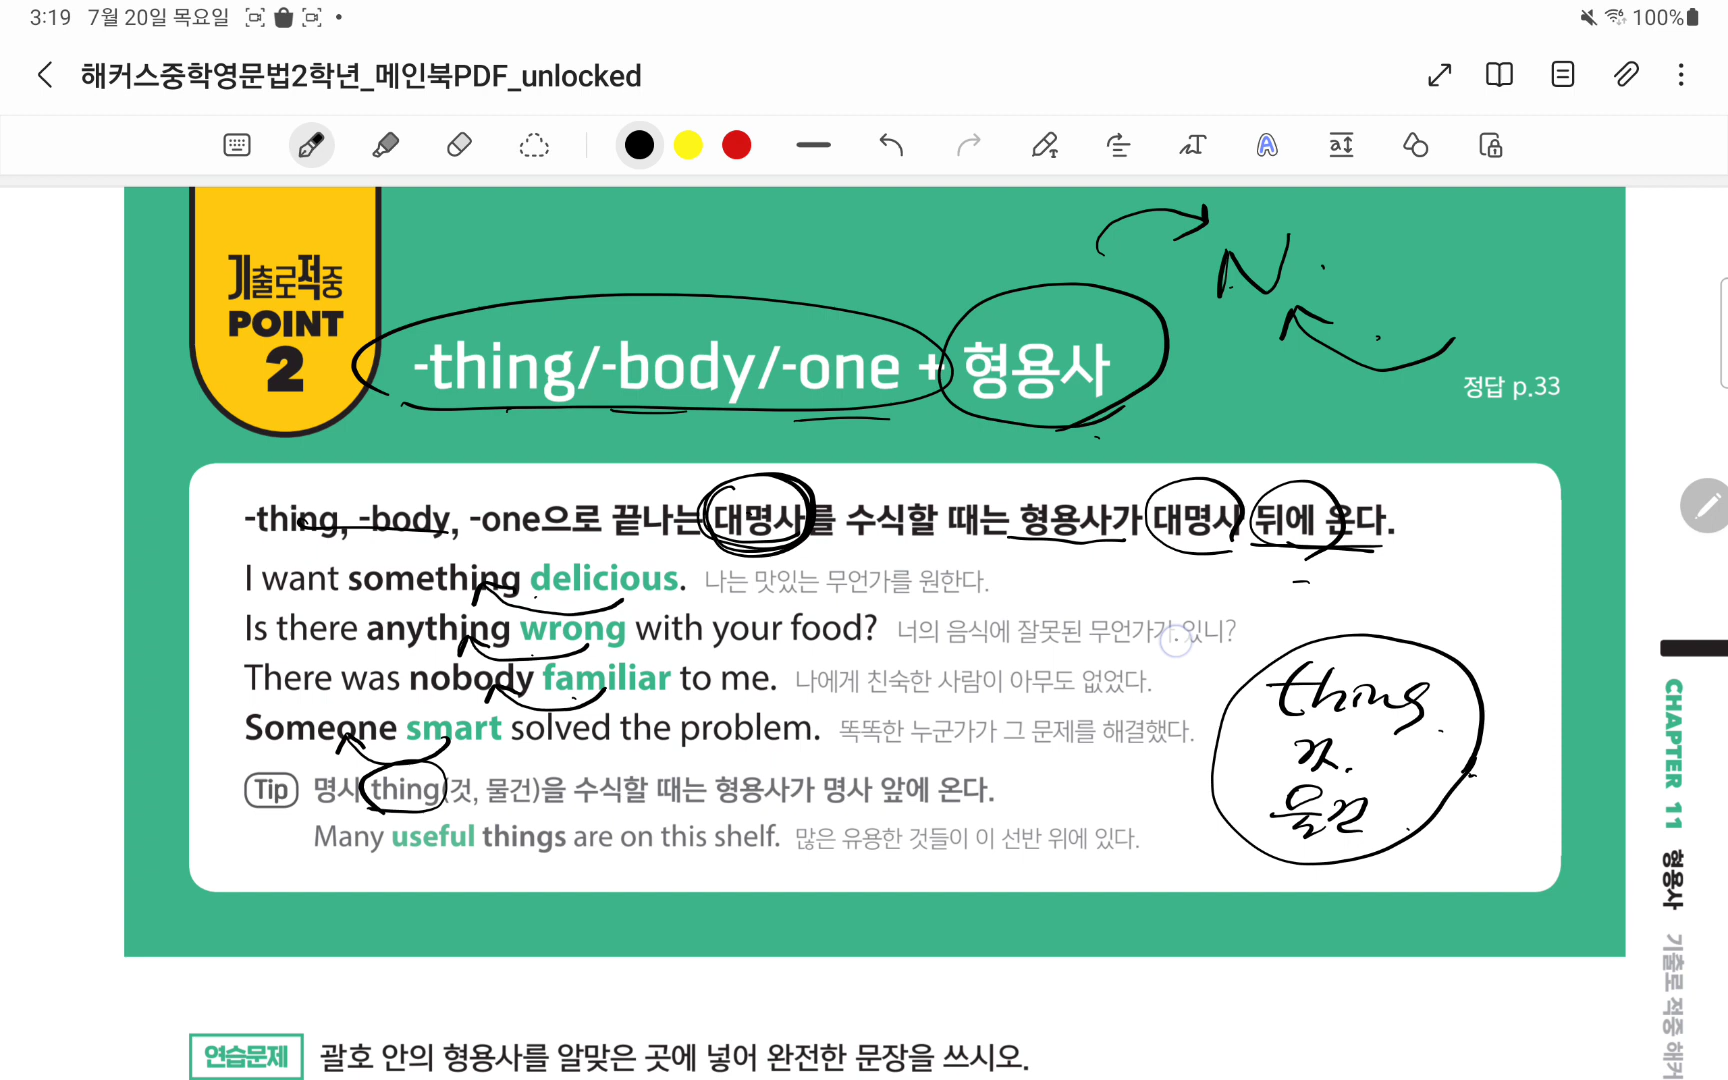 3:19 7월 20일 목요일
100%
해커스중학영문법2학년_메인북PDF_unlocked
기출로적중
POINT
2
-thing/-body/-one + 형용사
N
정답 p.33
-thing, -body, -one으로 끝나는 대명사를 수식할 때는 형용사가 대명사 뒤에 온다.
I want something delicious. 나는 맛있는 무언가를 원한다.
Is there anything wrong with your food? 너의 음식에 잘못된 무언가가 있니?
There was nobody familiar to me. 나에게 친숙한 사람이 아무도 없었다.
Someone smart solved the problem. 똑똑한 누군가가 그 문제를 해결했다.
Tip 명사 thing(것, 물건)을 수식할 때는 형용사가 명사 앞에 온다.
Many useful things are on this shelf. 많은 유용한 것들이 이 선반 위에 있다.
thing
것.
물건
CHAPTER 11 형용사 기출로 적중 해커
연습문제 괄호 안의 형용사를 알맞은 곳에 넣어 완전한 문장을 쓰시오.